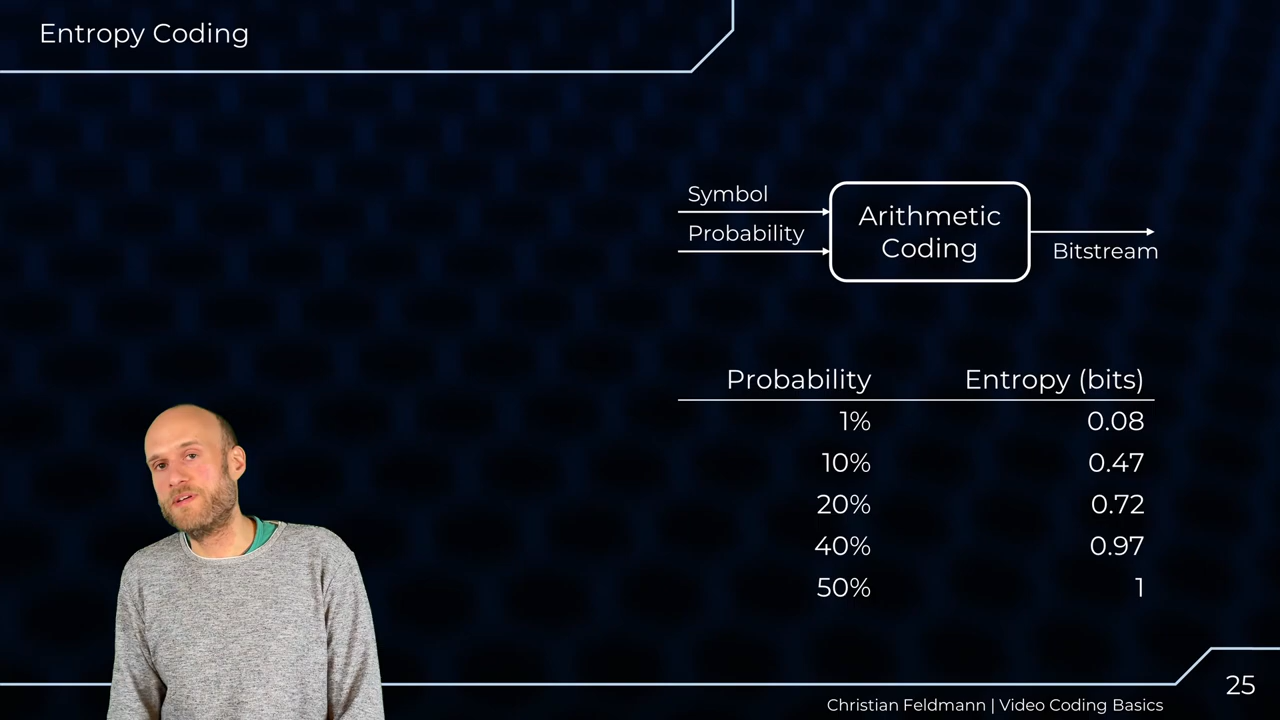 Entropy Coding
Symbol
Probability
Arithmetic
Coding
Bitstream
Probability Entropy (bits)
1% 0.08
10% 0.47
20% 0.72
40% 0.97
50% 1
25
Christian Feldmann | Video Coding Basics